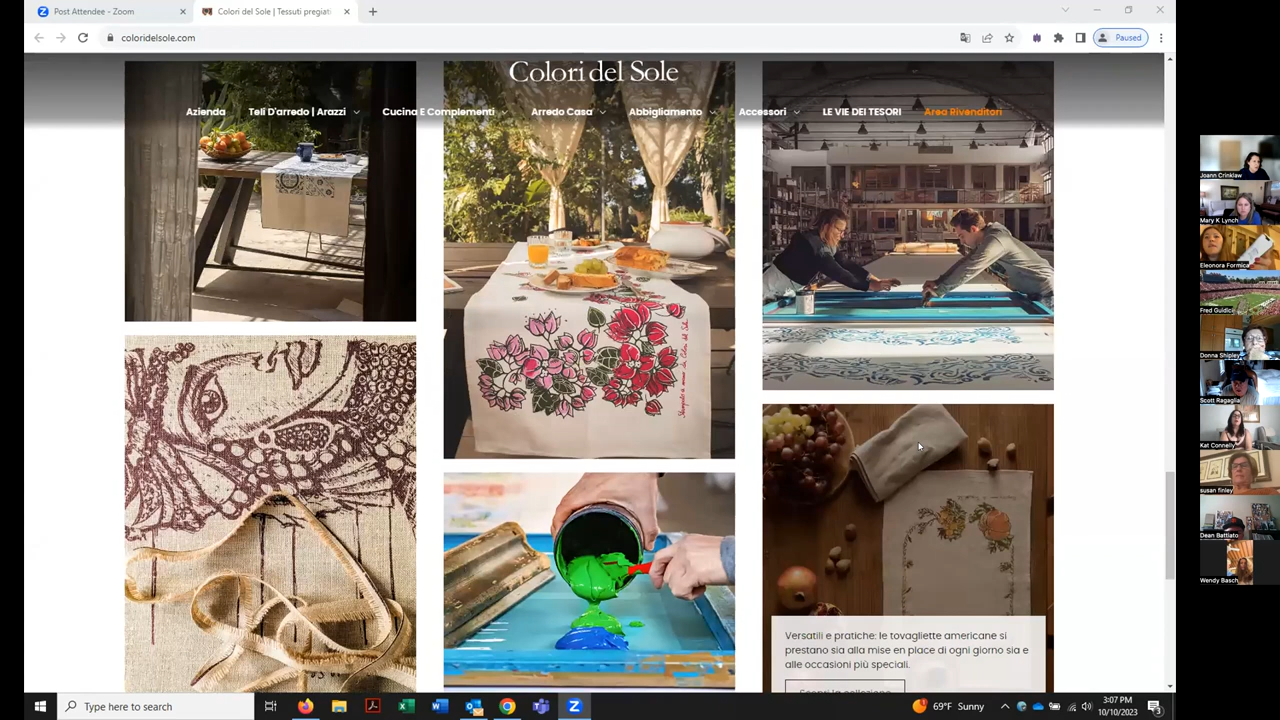 Post Attendee - Zoom
Colori del Sole | Tessuti pregiati
coloridelsole.com
Paused
Colori del Sole
Azienda
Teli D'arredo | Arazzi
Cucina E Complementi
Arredo Casa
Abbigliamento
Accessori
LE VIE DEI TESORI
Area Rivenditori
Versatili e pratiche: le tovagliette americane si
prestano sia alla mise en place di ogni giorno sia e
alle occasioni più speciali.
Scopri la collezione
Joann Crinklaw
Mary K Lynch
Eleonora Formica
Fred Guidici
Donna Shipley
Scott Ragaglia
Kat Connelly
susan finley
Dean Battiato
Wendy Basch
Type here to search
69°F Sunny
3:07 PM
10/10/2023
3